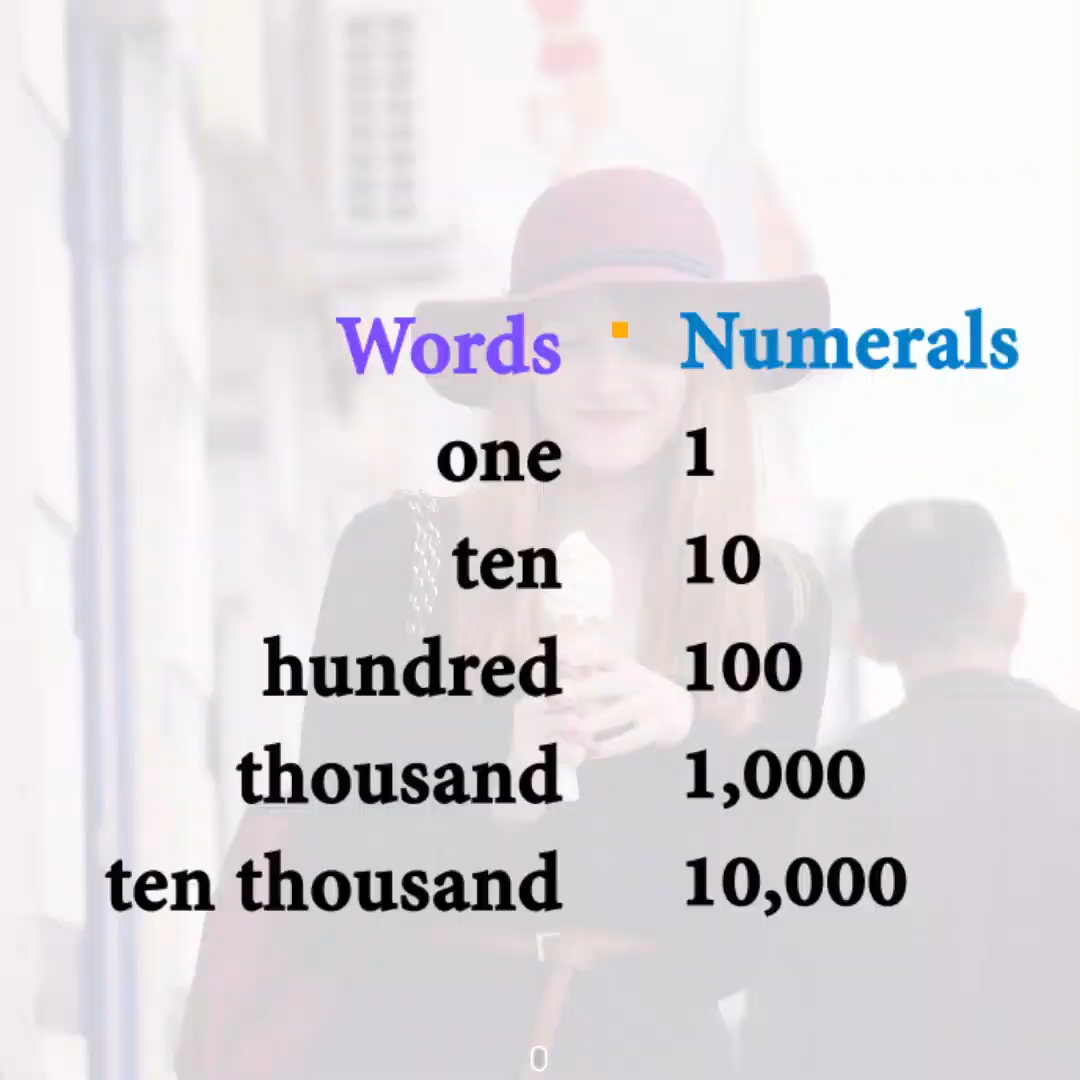 Words Numerals
one 1
ten 10
hundred 100
thousand 1,000
ten thousand 10,000
0